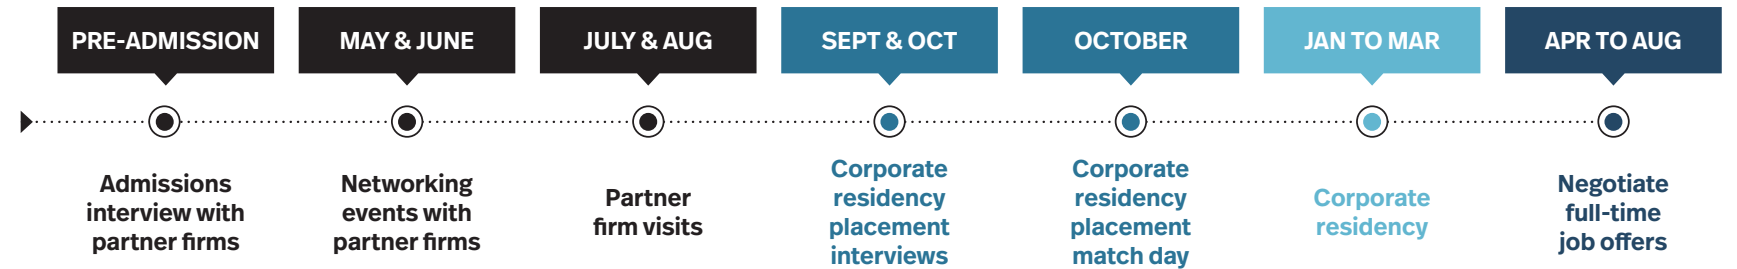 PRE-ADMISSION
Admissions
interview with
partner firms
MAY & JUNE
Networking
events with
partner firms
JULY & AUG
Partner
firm visits
SEPT & OCT
Corporate
residency
placement
interviews
OCTOBER
Corporate
residency
placement
match day
JAN TO MAR
Corporate
residency
APR TO AUG
Negotiate
full-time
job offers